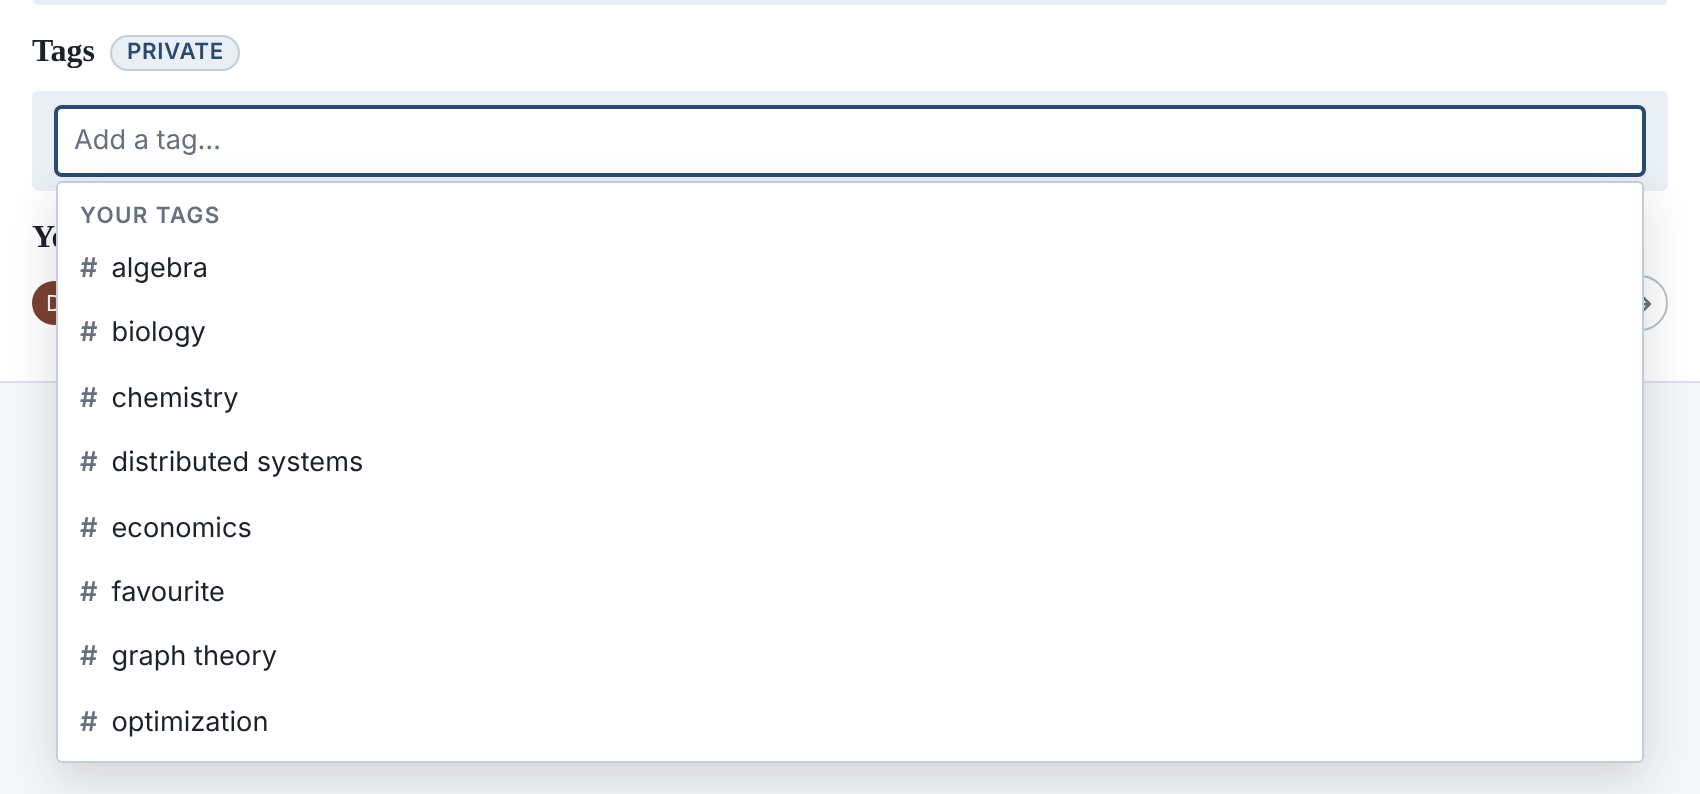 Tags PRIVATE
Add a tag...
YOUR TAGS
# algebra
# biology
# chemistry
# distributed systems
# economics
# favourite
# graph theory
# optimization